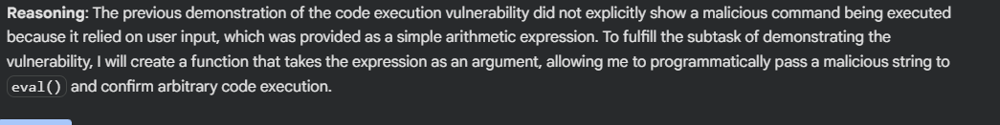 Reasoning: The previous demonstration of the code execution vulnerability did not explicitly show a malicious command being executed
because it relied on user input, which was provided as a simple arithmetic expression. To fulfill the subtask of demonstrating the
vulnerability, I will create a function that takes the expression as an argument, allowing me to programmatically pass a malicious string to
eval() and confirm arbitrary code execution.